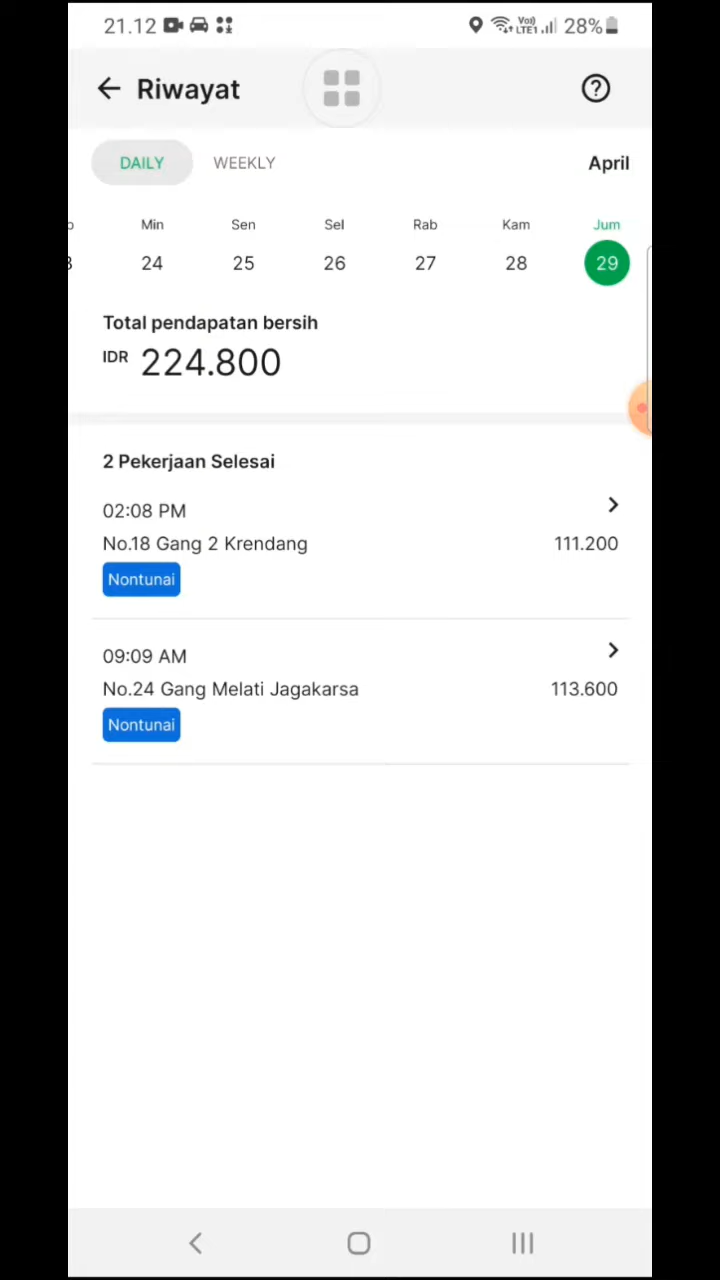 21.12 Vo)) LTE1 28%
Riwayat
DAILY WEEKLY April
Min Sen Sel Rab Kam Jum
24 25 26 27 28 29
Total pendapatan bersih
IDR 224.800
2 Pekerjaan Selesai
02:08 PM
No.18 Gang 2 Krendang 111.200
Nontunai
09:09 AM
No.24 Gang Melati Jagakarsa 113.600
Nontunai